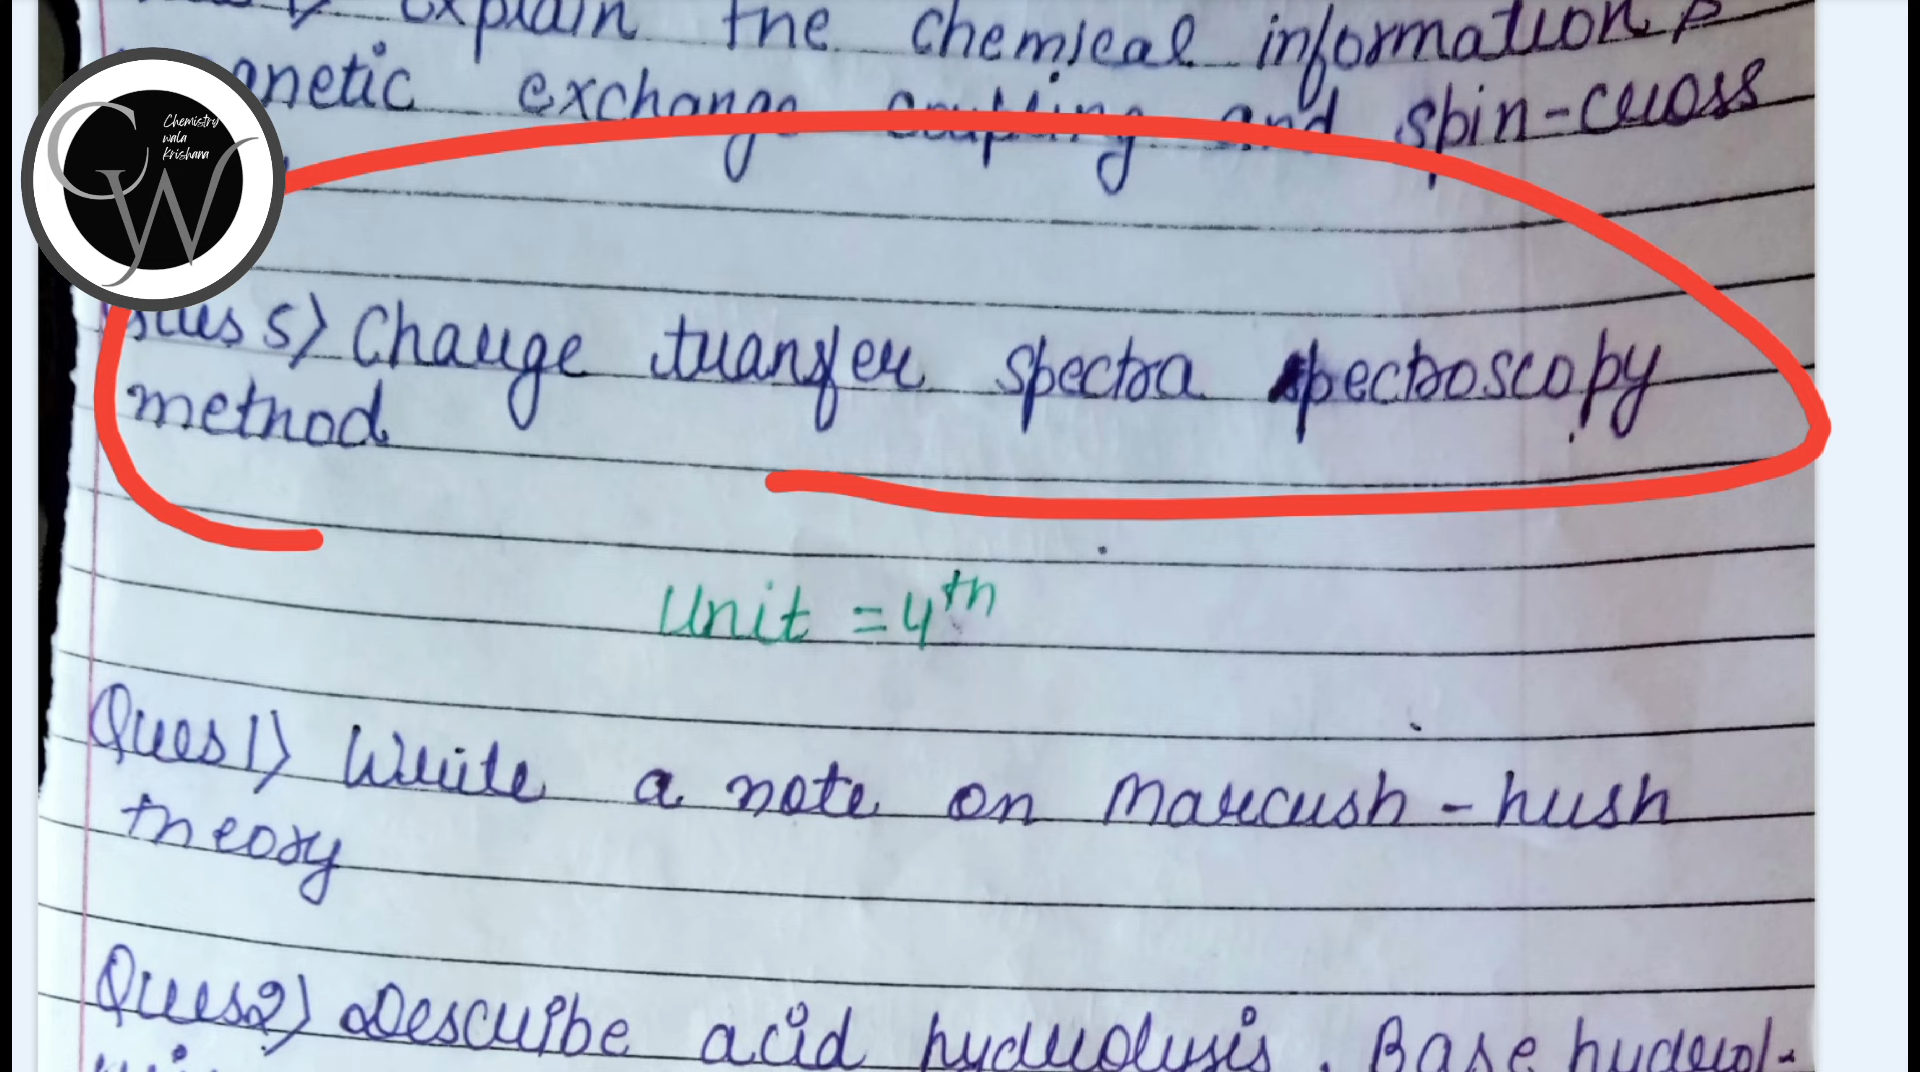 explain the chemical information,
netic exchange coupling and spin-cross
Chemistry
wala
Krishana
CW
Ques 5) Charge transfer spectra spectroscopy
method
Unit = 4th
Ques 1) Write a note on marcush - hush
theory
Ques 2) Describe acid hydrolysis, Base hydrol-